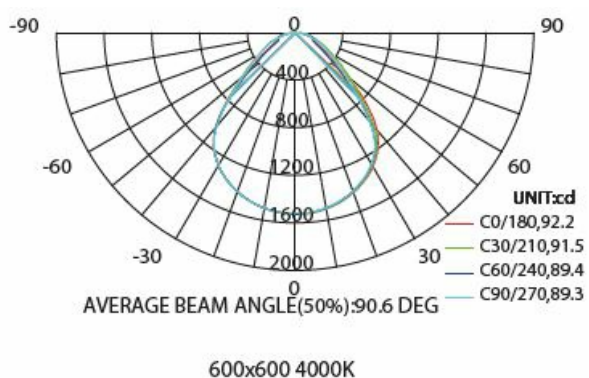 0
-90 90
400
800
-60 1200 60
UNIT:cd
1600 C0/180,92.2
C30/210,91.5
-30 30
2000 C60/240,89.4
0 C90/270,89.3
AVERAGE BEAM ANGLE(50%):90.6 DEG
600x600 4000K